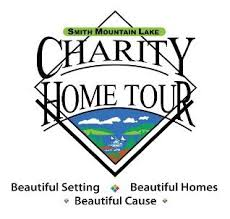 SMITH MOUNTAIN LAKE
CHARITY
HOME TOUR
Beautiful Setting Beautiful Homes
Beautiful Cause